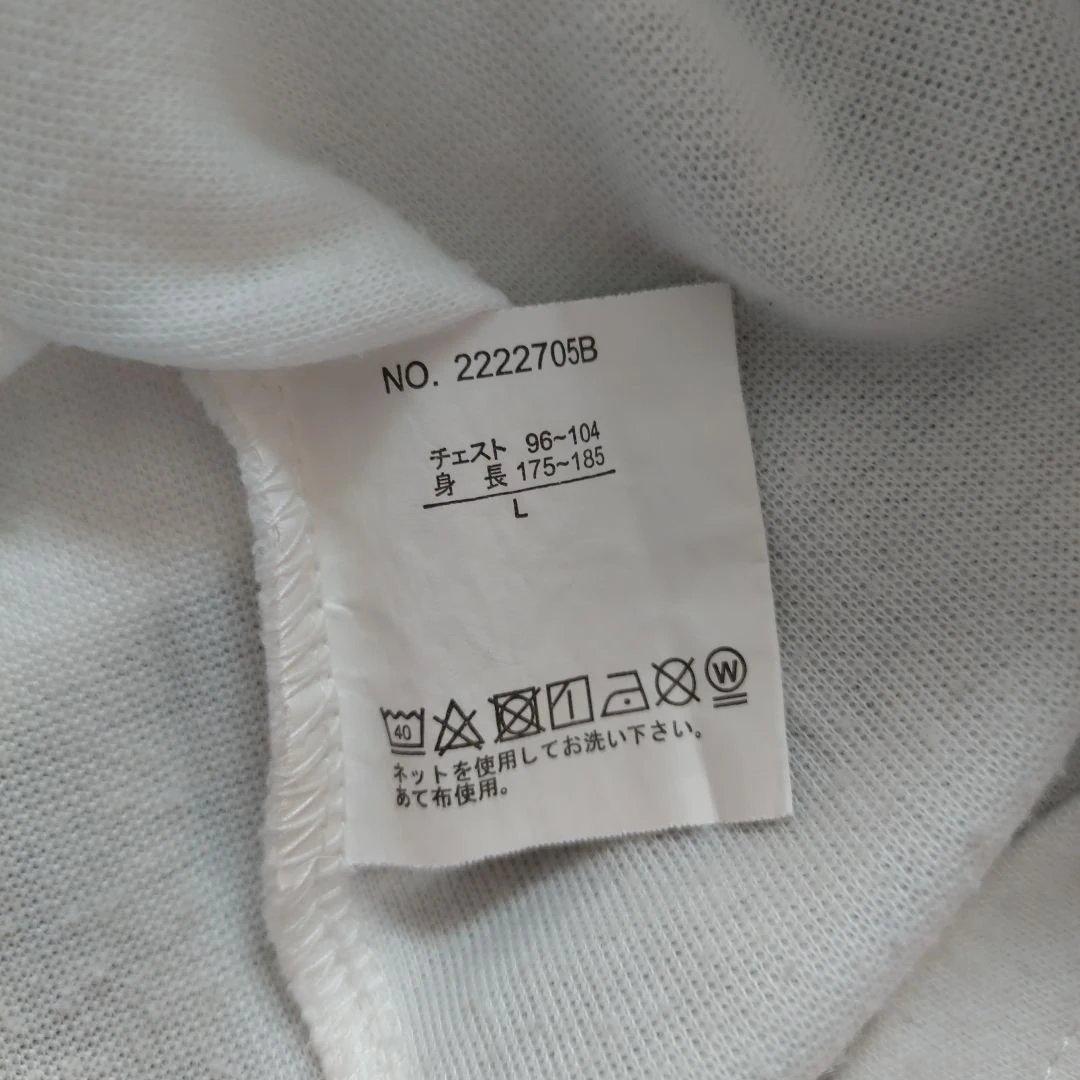 NO. 2222705B
チェスト 96~104
身 長 175~185
L
40 W
ネットを使用してお洗い下さい。
あて布使用。